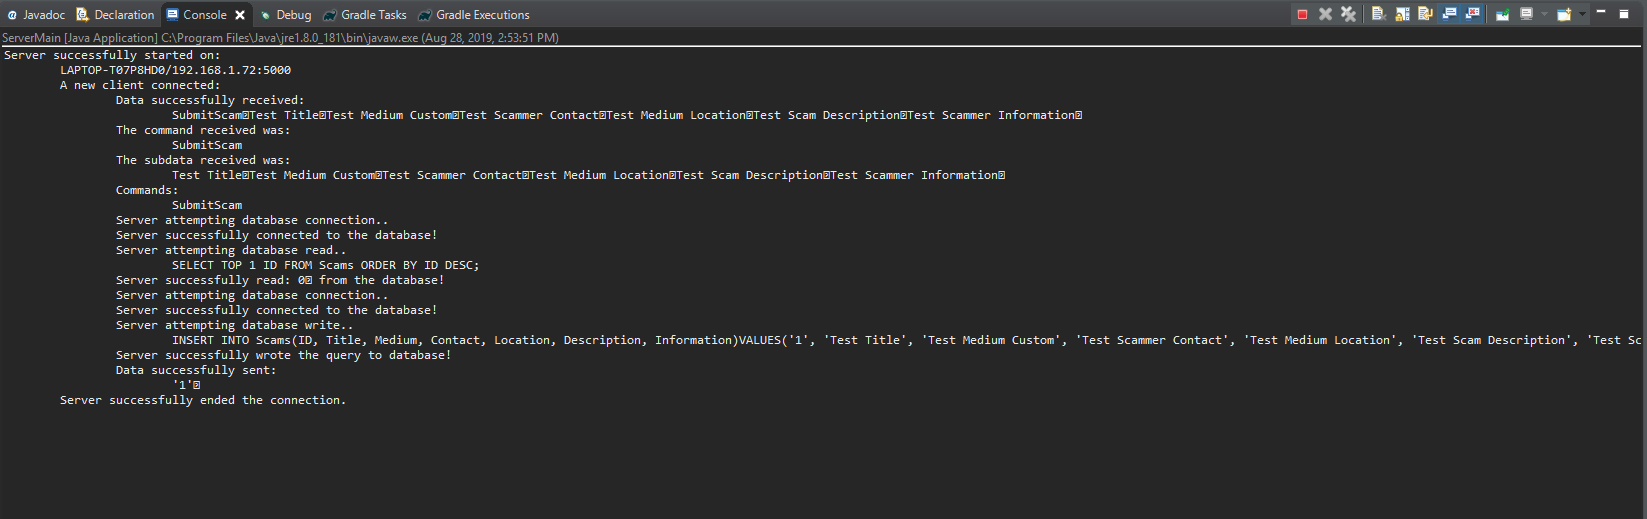 Javadoc Declaration Console Debug Gradle Tasks Gradle Executions
ServerMain [Java Application] C:\Program Files\Java\jre1.8.0_181\bin\javaw.exe (Aug 28, 2019, 2:53:51 PM)
Server successfully started on:
LAPTOP-T07P8HD0/192.168.1.72:5000
A new client connected:
Data successfully received:
SubmitScam􏿿Test Title􏿿Test Medium Custom􏿿Test Scammer Contact􏿿Test Medium Location􏿿Test Scam Description􏿿Test Scammer Information􏿿
The command received was:
SubmitScam
The subdata received was:
Test Title􏿿Test Medium Custom􏿿Test Scammer Contact􏿿Test Medium Location􏿿Test Scam Description􏿿Test Scammer Information􏿿
Commands:
SubmitScam
Server attempting database connection..
Server successfully connected to the database!
Server attempting database read..
SELECT TOP 1 ID FROM Scams ORDER BY ID DESC;
Server successfully read: 0􏿿 from the database!
Server attempting database connection..
Server successfully connected to the database!
Server attempting database write..
INSERT INTO Scams(ID, Title, Medium, Contact, Location, Description, Information)VALUES('1', 'Test Title', 'Test Medium Custom', 'Test Scammer Contact', 'Test Medium Location', 'Test Scam Description', 'Test Sc
Server successfully wrote the query to database!
Data successfully sent:
'1'􏿿
Server successfully ended the connection.